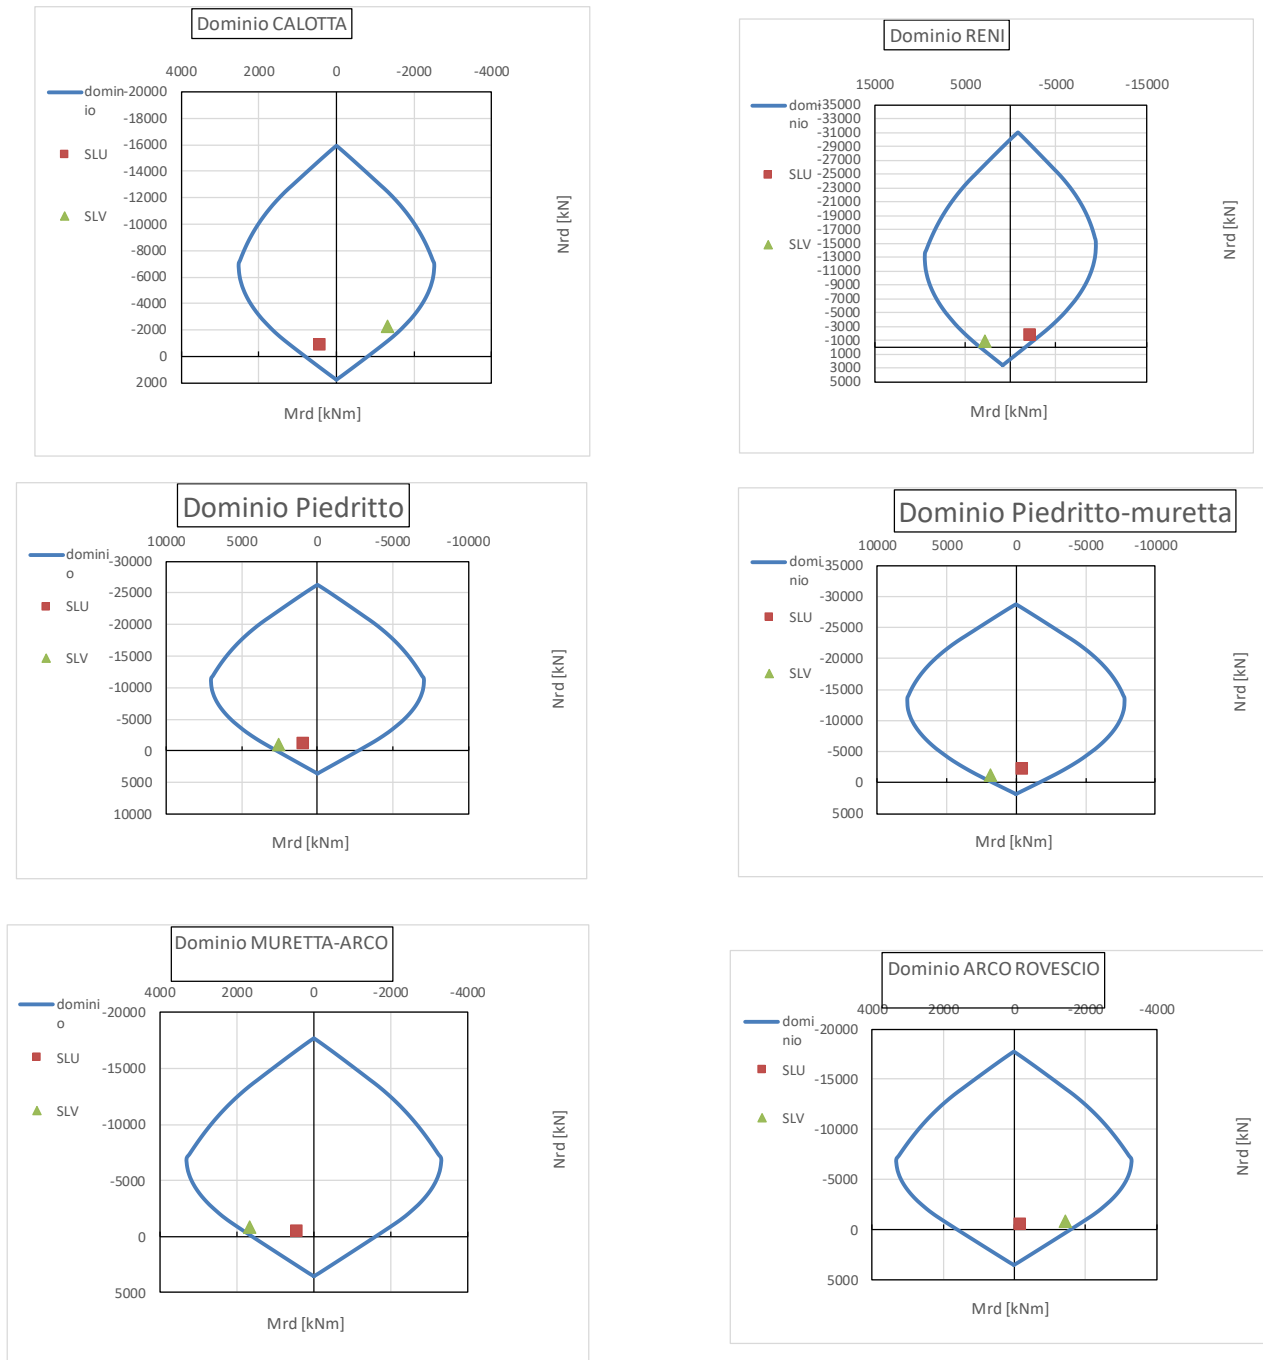 Dominio CALOTTA
4000 2000 0 -2000 -4000
domin
io
SLU
SLV
-20000
-18000
-16000
-14000
-12000
-10000
-8000
-6000
-4000
-2000
0
2000
Nrd [kN]
Mrd [kNm]
Dominio RENI
15000 5000 -5000 -15000
domi
nio
SLU
SLV
-35000
-31000
-29000
-27000
-25000
-23000
-21000
-19000
-17000
-15000
-13000
-11000
-9000
-7000
-5000
-3000
-1000
1000
3000
5000
Nrd [kN]
Mrd [kNm]
Dominio Piedritto
10000 5000 0 -5000 -10000
domini
o
SLU
SLV
-30000
-25000
-20000
-15000
-10000
-5000
0
5000
10000
Nrd [kN]
Mrd [kNm]
Dominio Piedritto-muretta
10000 5000 0 -5000 -10000
domi
nio
SLU
SLV
-35000
-30000
-25000
-20000
-15000
-10000
-5000
0
5000
Nrd [kN]
Mrd [kNm]
Dominio MURETTA-ARCO
4000 2000 0 -2000 -4000
domini
o
SLU
SLV
-20000
-15000
-10000
-5000
0
5000
Nrd [kN]
Mrd [kNm]
Dominio ARCO ROVESCIO
4000 2000 0 -2000 -4000
domi
nio
SLU
SLV
-20000
-15000
-10000
-5000
0
5000
Nrd [kN]
Mrd [kNm]